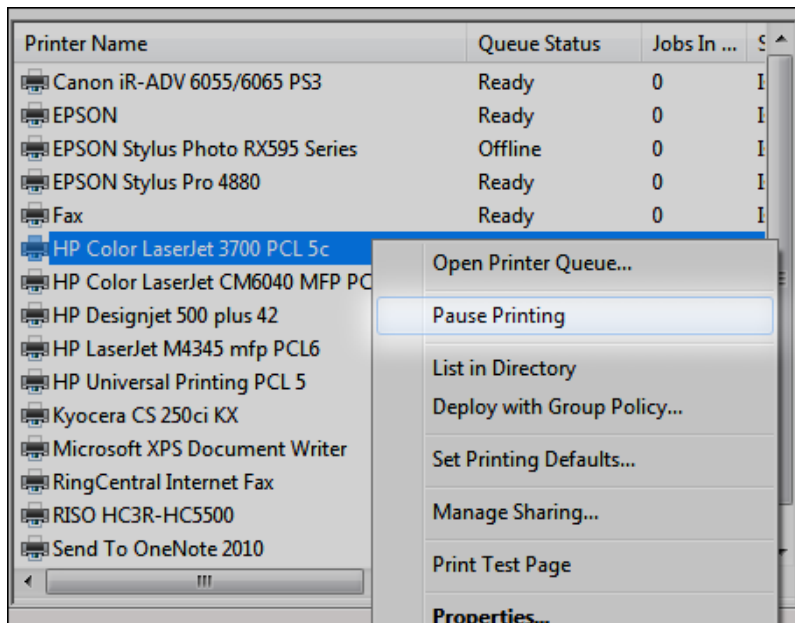 Printer Name Queue Status Jobs In ... S
Canon iR-ADV 6055/6065 PS3 Ready 0
EPSON Ready 0
EPSON Stylus Photo RX595 Series Offline 0
EPSON Stylus Pro 4880 Ready 0
Fax Ready 0
HP Color LaserJet 3700 PCL 5c
Open Printer Queue...
HP Color LaserJet CM6040 MFP PC
HP Designjet 500 plus 42 Pause Printing
HP LaserJet M4345 mfp PCL6
List in Directory
HP Universal Printing PCL 5
Deploy with Group Policy...
Kyocera CS 250ci KX
Microsoft XPS Document Writer
Set Printing Defaults...
RingCentral Internet Fax
RISO HC3R-HC5500 Manage Sharing...
Send To OneNote 2010
Print Test Page
Properties...